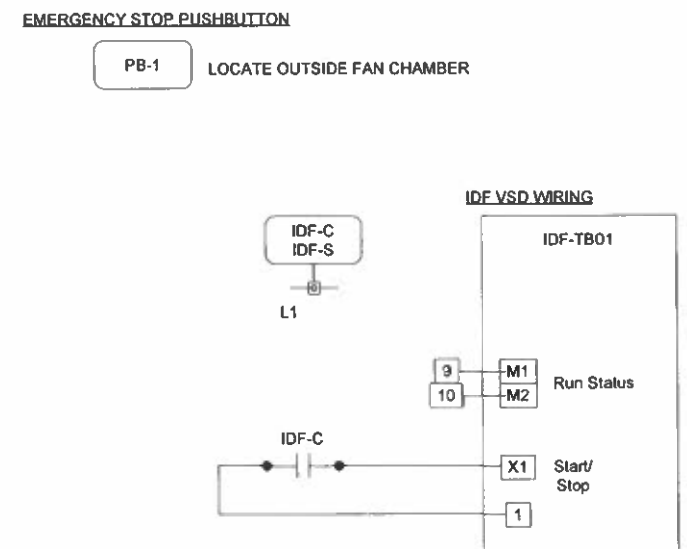 EMERGENCY STOP PUSHBUTTON
PB-1
LOCATE OUTSIDE FAN CHAMBER
IDF VSD WIRING
IDF-C
IDF-S
L1
IDF-TB01
9
M1
10
M2
Run Status
IDF-C
X1
Start/
Stop
1